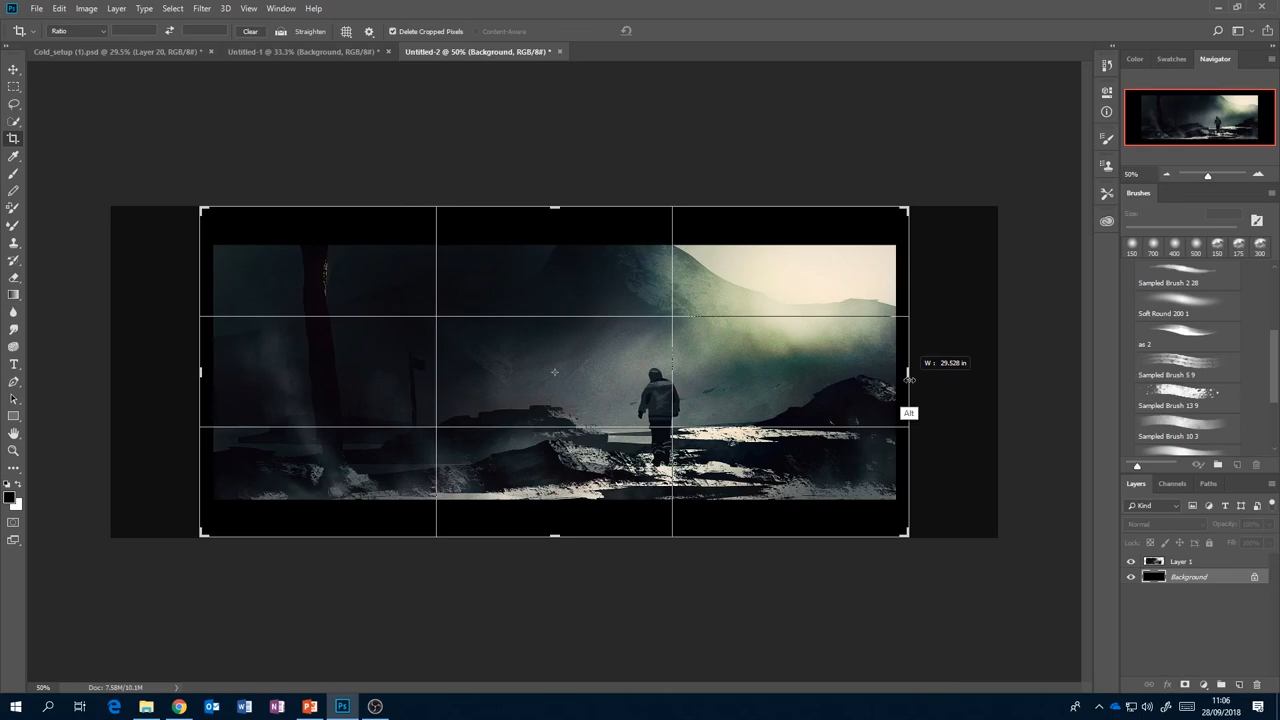 Ps File Edit Image Layer Type Select Filter 3D View Window Help
Ratio Clear Straighten Delete Cropped Pixels Content-Aware
Cold_setup (1).psd @ 29.5% (Layer 20, RGB/8#) * × Untitled-1 @ 33.3% (Background, RGB/8#) * × Untitled-2 @ 50% (Background, RGB/8#) * ×
Color Swatches Navigator
50%
Brushes
Size:
150 700 400 500 150 175 300
Sampled Brush 2 28
Soft Round 200 1
as 2
Sampled Brush 5 9
Sampled Brush 13 9
Sampled Brush 10 3
W : 29.528 in
Alt
Layers Channels Paths
Kind
Normal Opacity: 100%
Lock: Fill: 100%
Layer 1
Background
50% Doc: 7.58M/10.1M
11:06
28/09/2018